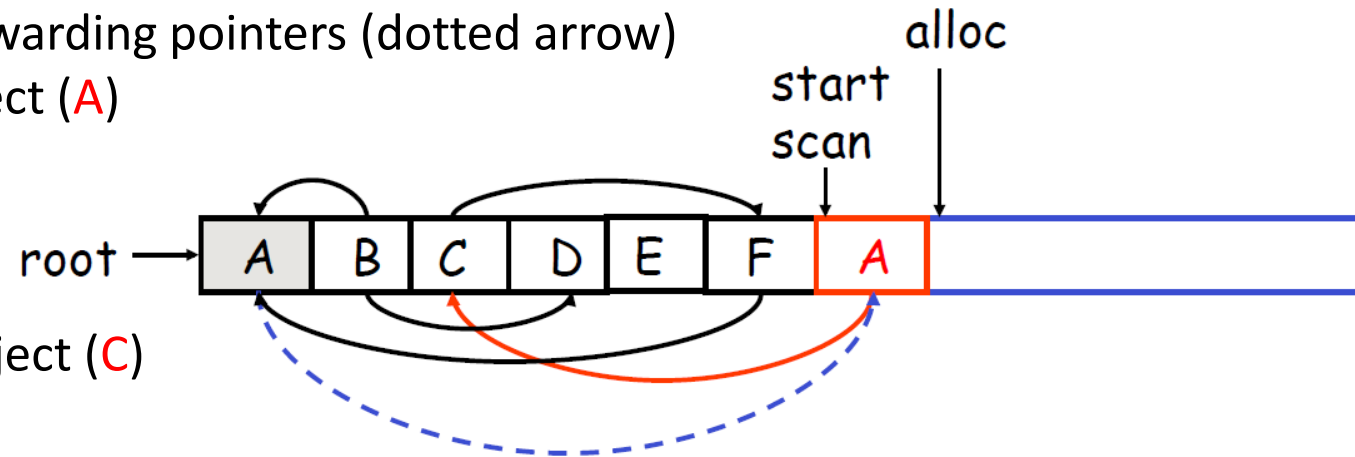 warding pointers (dotted arrow)
alloc
ect (A)
start
scan
root
A B C D E F A
ject (C)